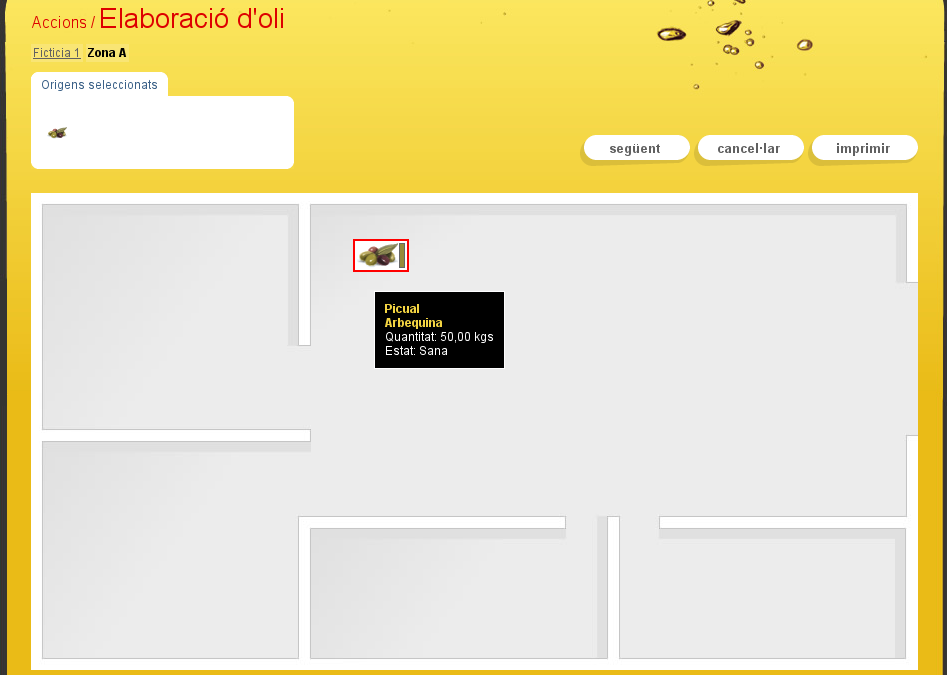 Accions / Elaboració d'oli
Ficticia 1 Zona A
Origens seleccionats
següent
cancel·lar
imprimir
Picual
Arbequina
Quantitat: 50,00 kgs
Estat: Sana